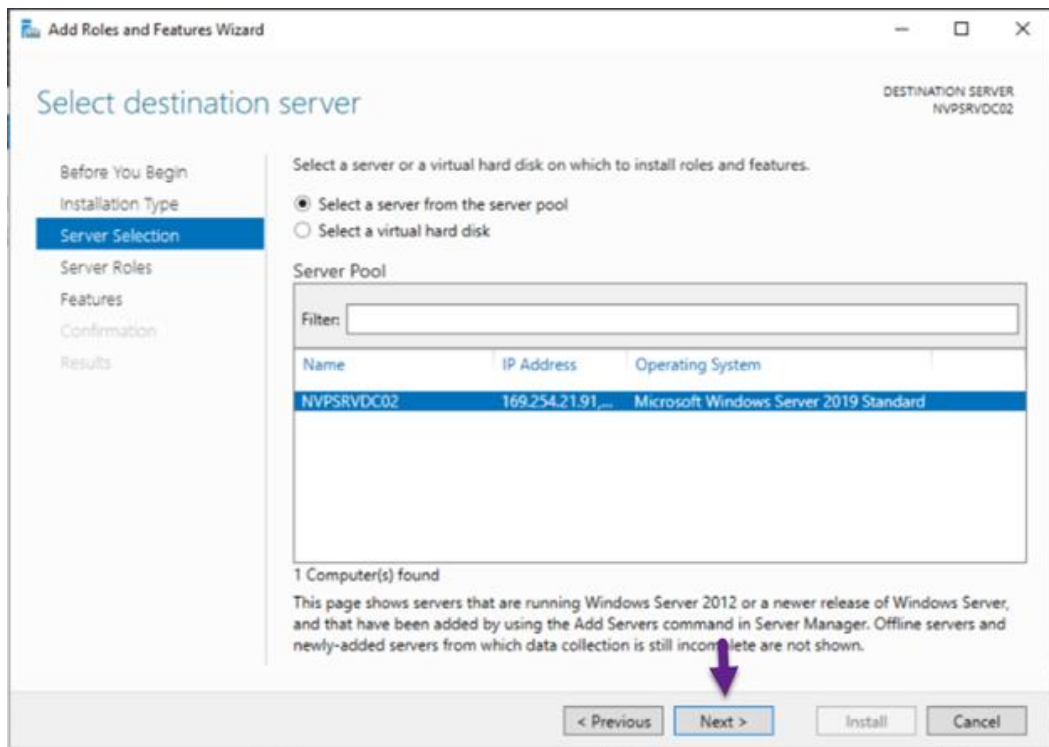 Add Roles and Features Wizard
Select destination server
DESTINATION SERVER
NVPSRVDC02
Before You Begin
Installation Type
Server Selection
Server Roles
Features
Confirmation
Results
Select a server or a virtual hard disk on which to install roles and features.
Select a server from the server pool
Select a virtual hard disk
Server Pool
Filter:
Name IP Address Operating System
NVPSRVDC02 169.254.21.91,... Microsoft Windows Server 2019 Standard
1 Computer(s) found
This page shows servers that are running Windows Server 2012 or a newer release of Windows Server,
and that have been added by using the Add Servers command in Server Manager. Offline servers and
newly-added servers from which data collection is still incomplete are not shown.
< Previous Next > Install Cancel